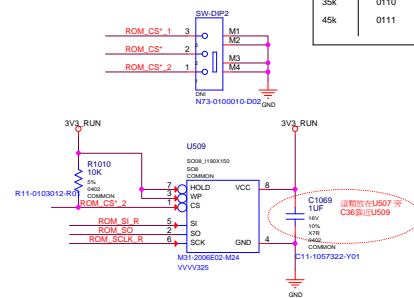 35k 0110
45k 0111
SW-DIP2
ROM_CS*_1 3 M1
M2
ROM_CS* 2
M3
ROM_CS*_2 1 M4
DNI
N73-0100010-D02
GND
3V3_RUN
3V3_RUN
U509
SO08_I190X150
SO8
COMMON
R1010
10K
5%
0402
COMMON
R11-0103012-R01
ROM_CS*_2
7 HOLD VCC 8
3 WP
1 CS
ROM_SI_R 5 SI
ROM_SO 2 SO
ROM_SCLK_R 6 SCK GND 4
M31-2006E02-M24
VVVV325
C1069
1UF
16V
10%
X7R
0402
COMMON
C11-1057322-Y01
這顆放在U507 旁
C36靠近U509
GND